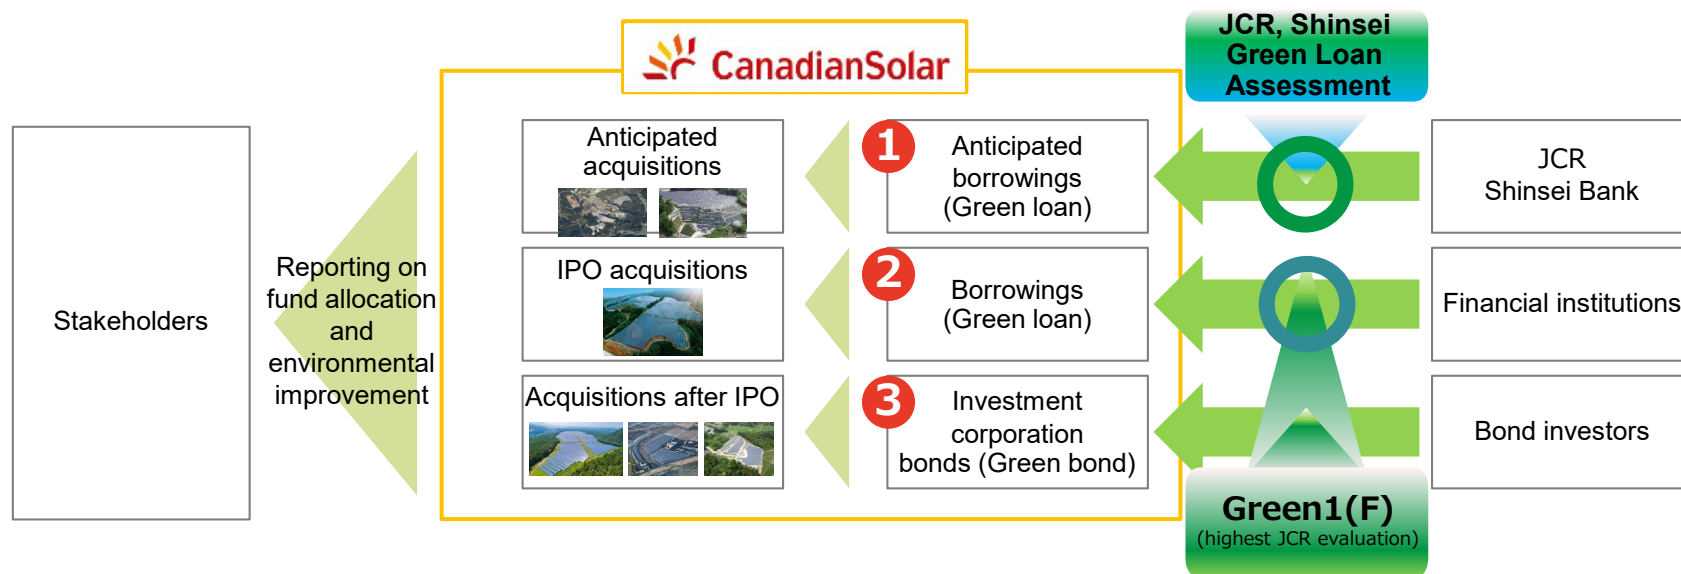 CanadianSolar
JCR, Shinsei
Green Loan
Assessment
Stakeholders
Reporting on
fund allocation
and
environmental
improvement
Anticipated
acquisitions
1
Anticipated
borrowings
(Green loan)
JCR
Shinsei Bank
IPO acquisitions
2
Borrowings
(Green loan)
Financial institutions
Acquisitions after IPO
3
Investment
corporation
bonds (Green bond)
Bond investors
Green1(F)
(highest JCR evaluation)